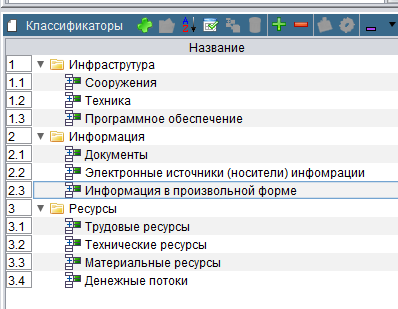 Классификаторы
Название
1 Инфраструтура
1.1 Сооружения
1.2 Техника
1.3 Программное обеспечение
2 Информация
2.1 Документы
2.2 Электронные источники (носители) инфомрации
2.3 Информация в произвольной форме
3 Ресурсы
3.1 Трудовые ресурсы
3.2 Технические ресурсы
3.3 Материальные ресурсы
3.4 Денежные потоки